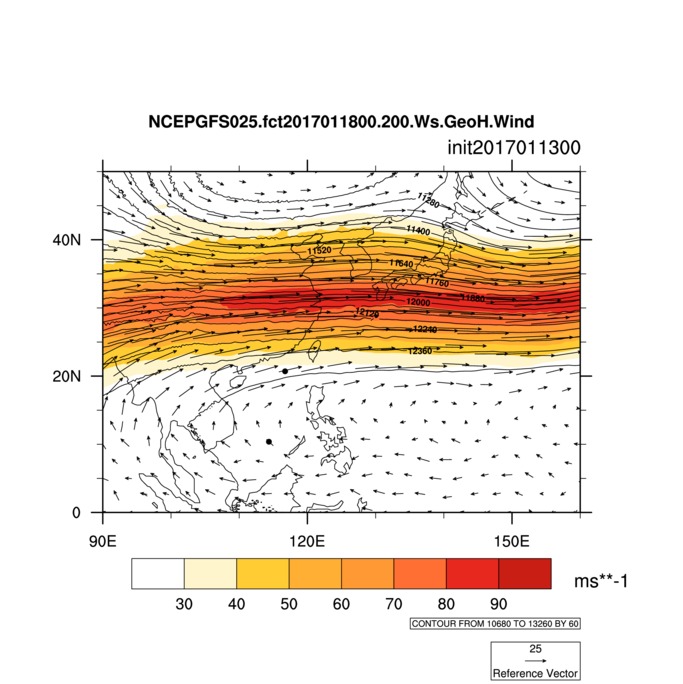 NCEPGFS025.fct2017011800.200.Ws.GeoH.Wind
init2017011300
11280
11400
11520
11640
11760
11880
12000
12120
12240
12360
40N
20N
0
90E 120E 150E
30 40 50 60 70 80 90
ms**-1
CONTOUR FROM 10680 TO 13260 BY 60
25
Reference Vector